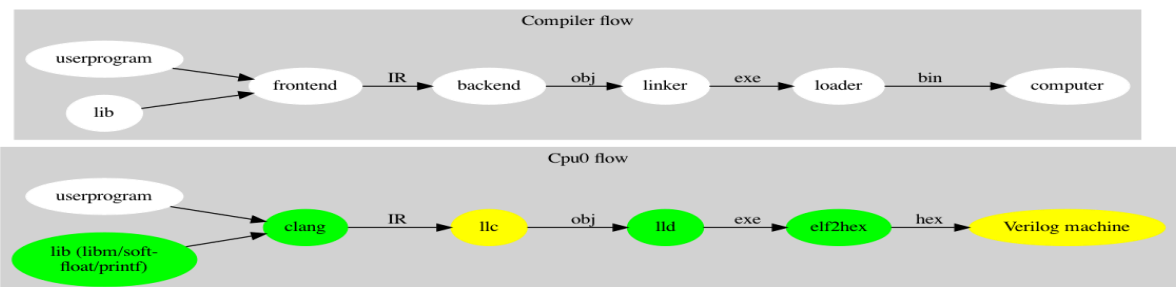 Compiler flow
userprogram
lib
frontend
IR
backend
obj
linker
exe
loader
bin
computer
Cpu0 flow
userprogram
lib (libm/soft-
float/printf)
clang
IR
llc
obj
lld
exe
elf2hex
hex
Verilog machine